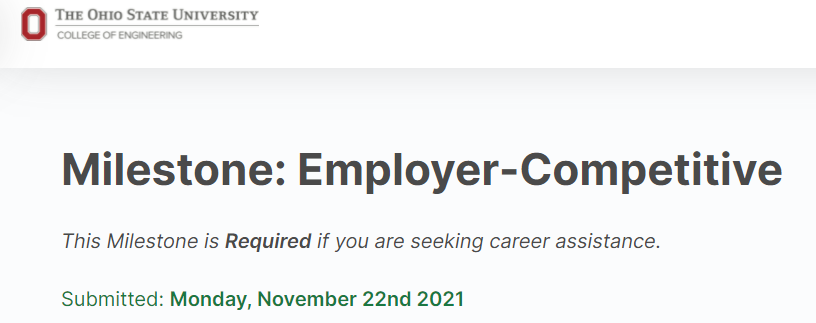 THE OHIO STATE UNIVERSITY
COLLEGE OF ENGINEERING
Milestone: Employer-Competitive
This Milestone is Required if you are seeking career assistance.
Submitted: Monday, November 22nd 2021